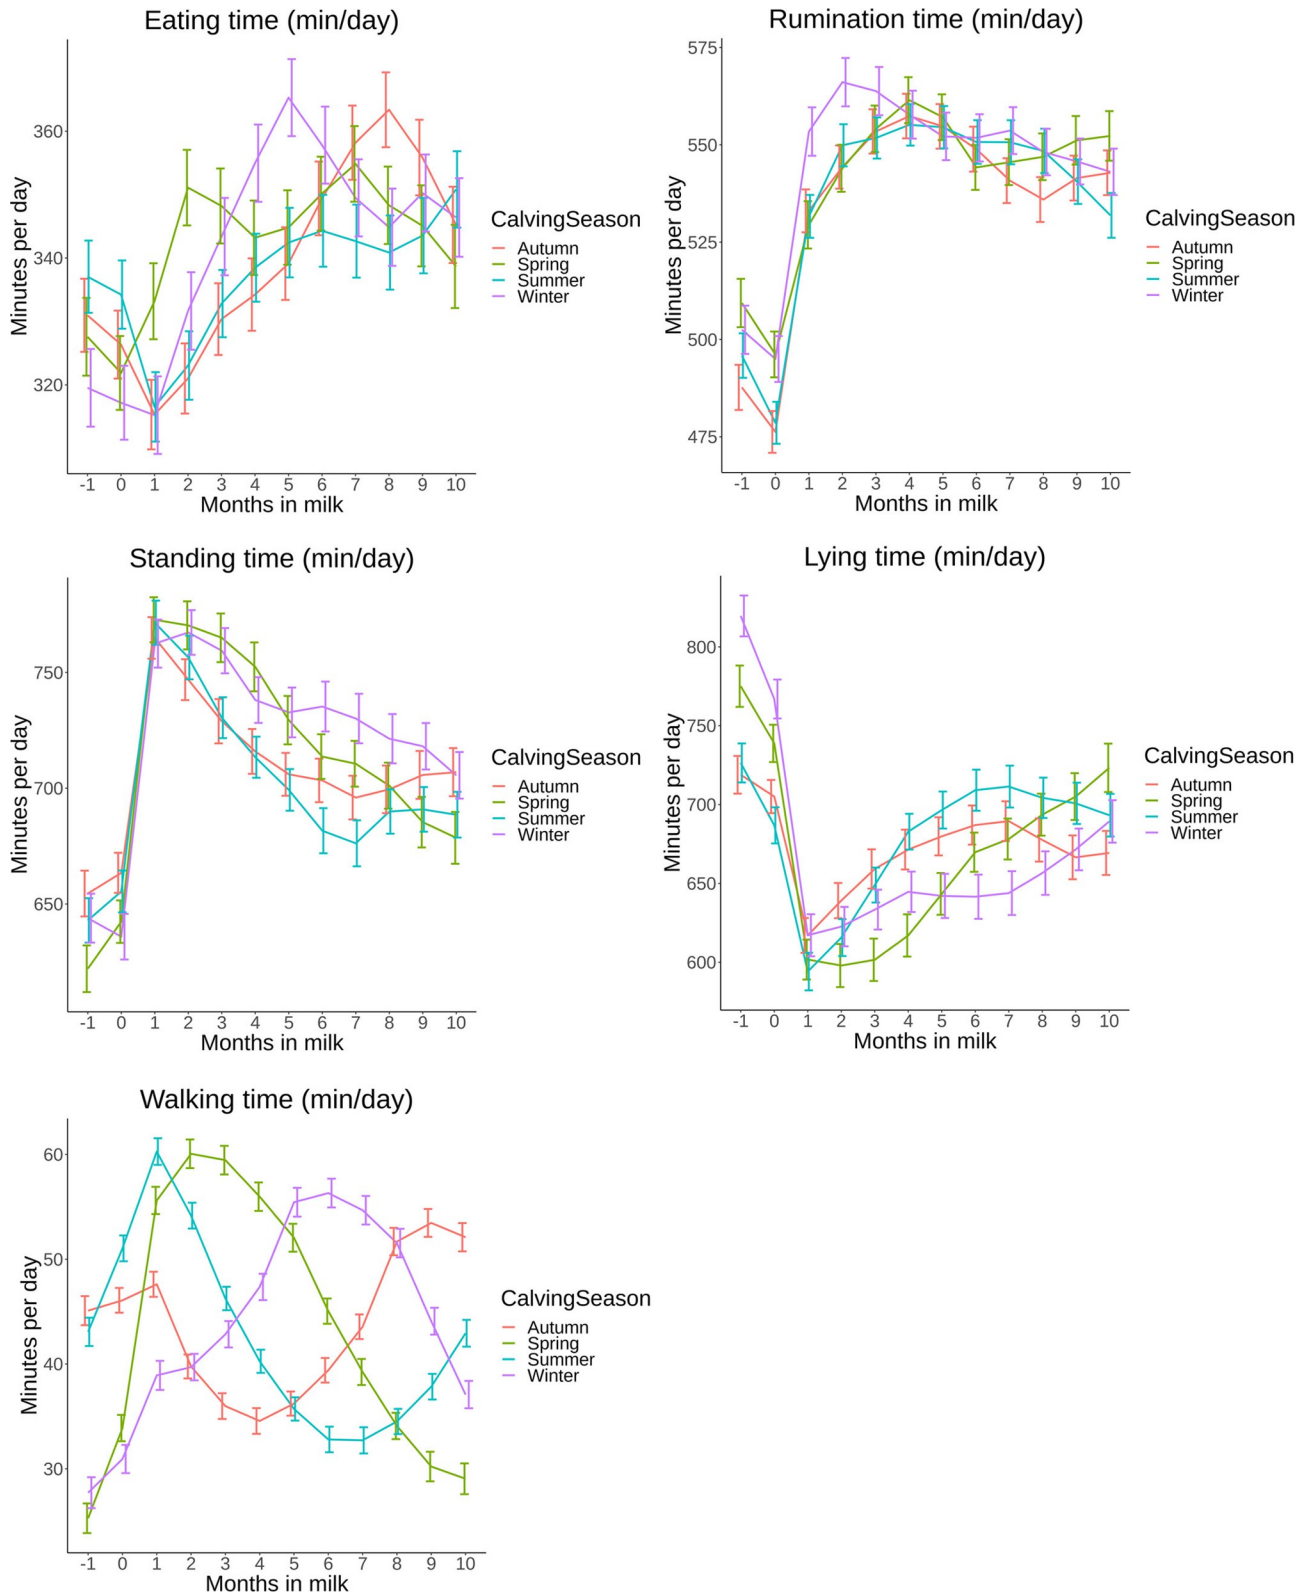 Eating time (min/day)
Minutes per day
360
340
320
-1 0 1 2 3 4 5 6 7 8 9 10
Months in milk
CalvingSeason
Autumn
Spring
Summer
Winter
Rumination time (min/day)
Minutes per day
575
550
525
500
475
-1 0 1 2 3 4 5 6 7 8 9 10
Months in milk
CalvingSeason
Autumn
Spring
Summer
Winter
Standing time (min/day)
Minutes per day
750
700
650
-1 0 1 2 3 4 5 6 7 8 9 10
Months in milk
CalvingSeason
Autumn
Spring
Summer
Winter
Lying time (min/day)
Minutes per day
800
750
700
650
600
-1 0 1 2 3 4 5 6 7 8 9 10
Months in milk
CalvingSeason
Autumn
Spring
Summer
Winter
Walking time (min/day)
Minutes per day
60
50
40
30
-1 0 1 2 3 4 5 6 7 8 9 10
Months in milk
CalvingSeason
Autumn
Spring
Summer
Winter